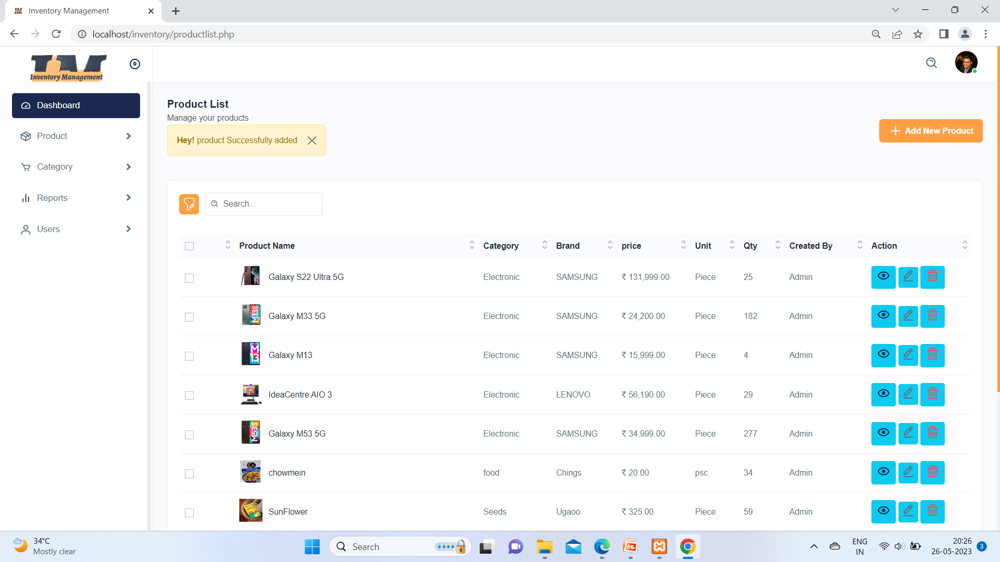 Inventory Management
localhost/inventory/productlist.php
IM
Inventory Management
Dashboard
Product
Category
Reports
Users
Product List
Manage your products
Hey! product Successfully added
Add New Product
Search...
Product Name Category Brand price Unit Qty Created By Action
Galaxy S22 Ultra 5G Electronic SAMSUNG ₹ 131,999.00 Piece 25 Admin
Galaxy M33 5G Electronic SAMSUNG ₹ 24,200.00 Piece 182 Admin
Galaxy M13 Electronic SAMSUNG ₹ 15,999.00 Piece 4 Admin
IdeaCentre AIO 3 Electronic LENOVO ₹ 56,190.00 Piece 29 Admin
Galaxy M53 5G Electronic SAMSUNG ₹ 34,999.00 Piece 277 Admin
chowmein food Chings ₹ 20.00 psc 34 Admin
SunFlower Seeds Ugaoo ₹ 325.00 Piece 59 Admin
34°C
Mostly clear
Search
ENG
IN
20:26
26-05-2023
3